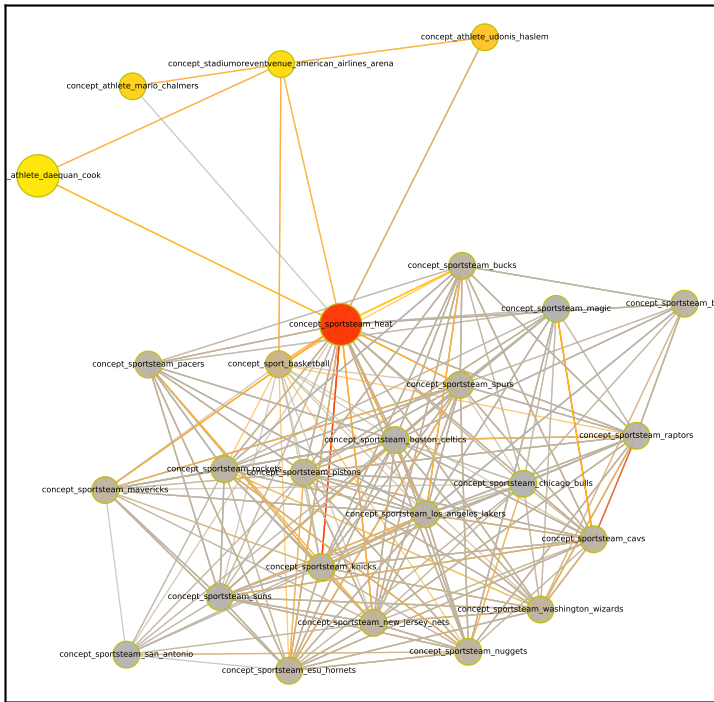 concept_athlete_udonis_haslem
concept_stadiumoreventvenue_american_airlines_arena
concept_athlete_mario_chalmers
_athlete_daequan_cook
concept_sportsteam_bucks
concept_sportsteam_b
concept_sportsteam_magic
concept_sportsteam_heat
concept_sportsteam_pacers
concept_sport_basketball
concept_sportsteam_spurs
concept_sportsteam_raptors
concept_sportsteam_boston_celtics
concept_sportsteam_rockets
concept_sportsteam_pistons
concept_sportsteam_chicago_bulls
concept_sportsteam_mavericks
concept_sportsteam_los_angeles_lakers
concept_sportsteam_cavs
concept_sportsteam_knicks
concept_sportsteam_suns
concept_sportsteam_washington_wizards
concept_sportsteam_new_jersey_nets
concept_sportsteam_nuggets
concept_sportsteam_san_antonio
concept_sportsteam_esu_hornets